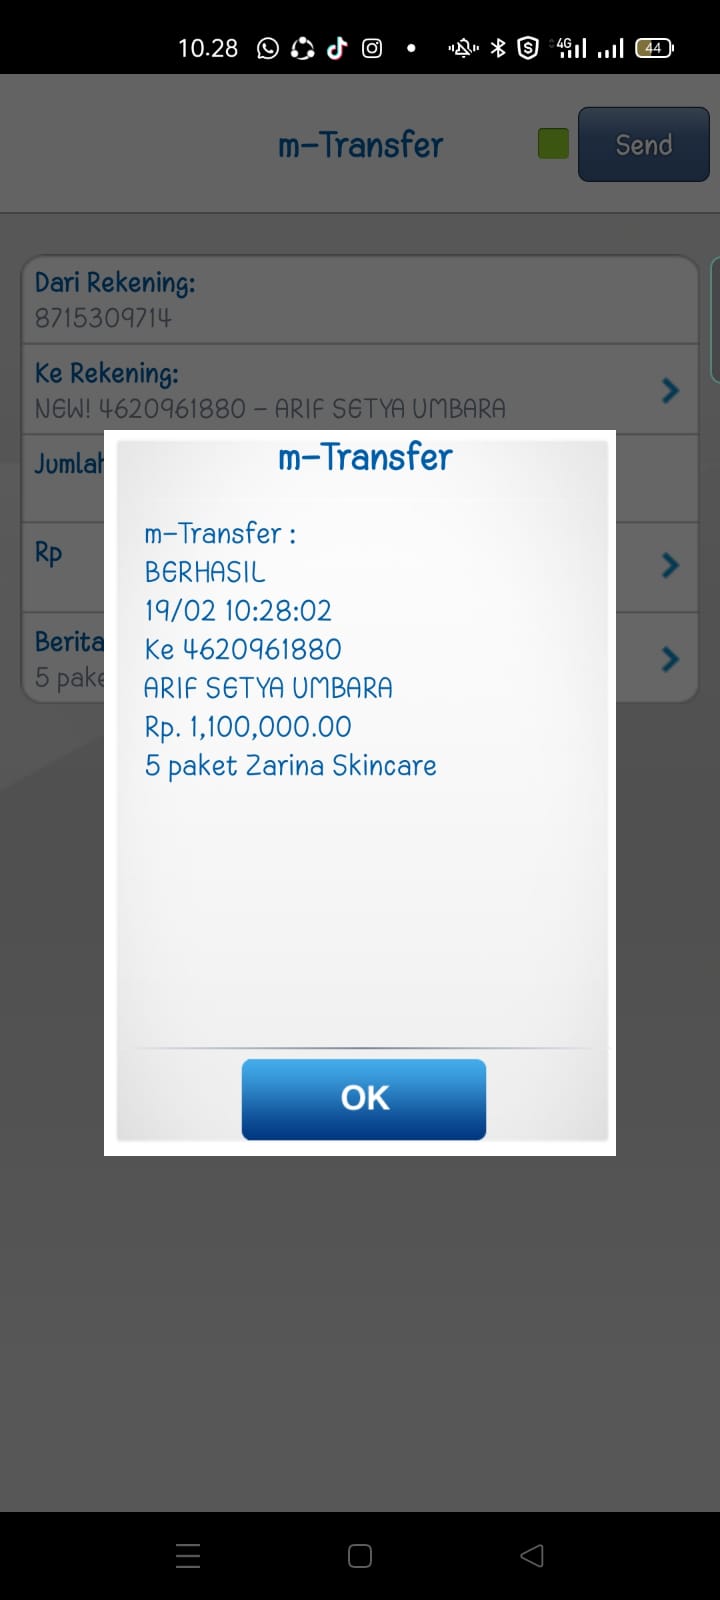 10.28
4G
44
m-Transfer
Send
Dari Rekening:
8715309714
Ke Rekening:
NEW! 4620961880 - ARIF SETYA UMBARA
Jumlah
Rp
Berita
5 pake
m-Transfer
m-Transfer :
BERHASIL
19/02 10:28:02
Ke 4620961880
ARIF SETYA UMBARA
Rp. 1,100,000.00
5 paket Zarina Skincare
OK